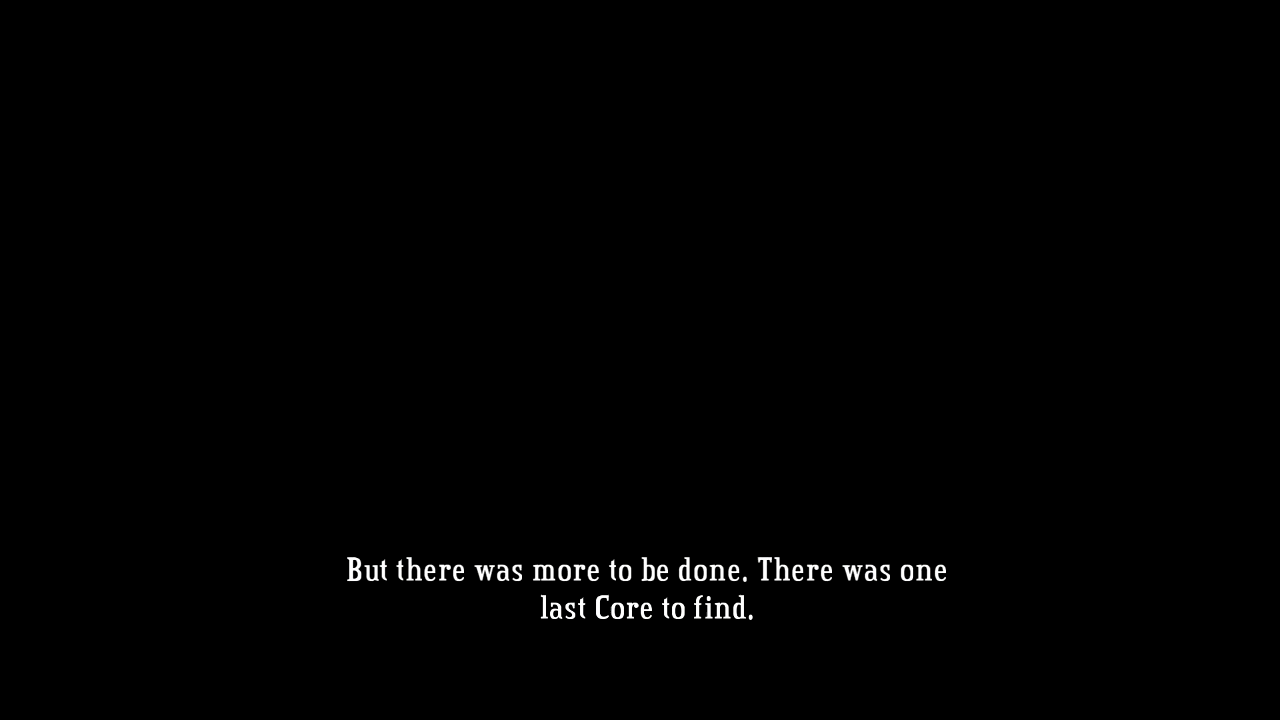 But there was more to be done. There was one
last Core to find.